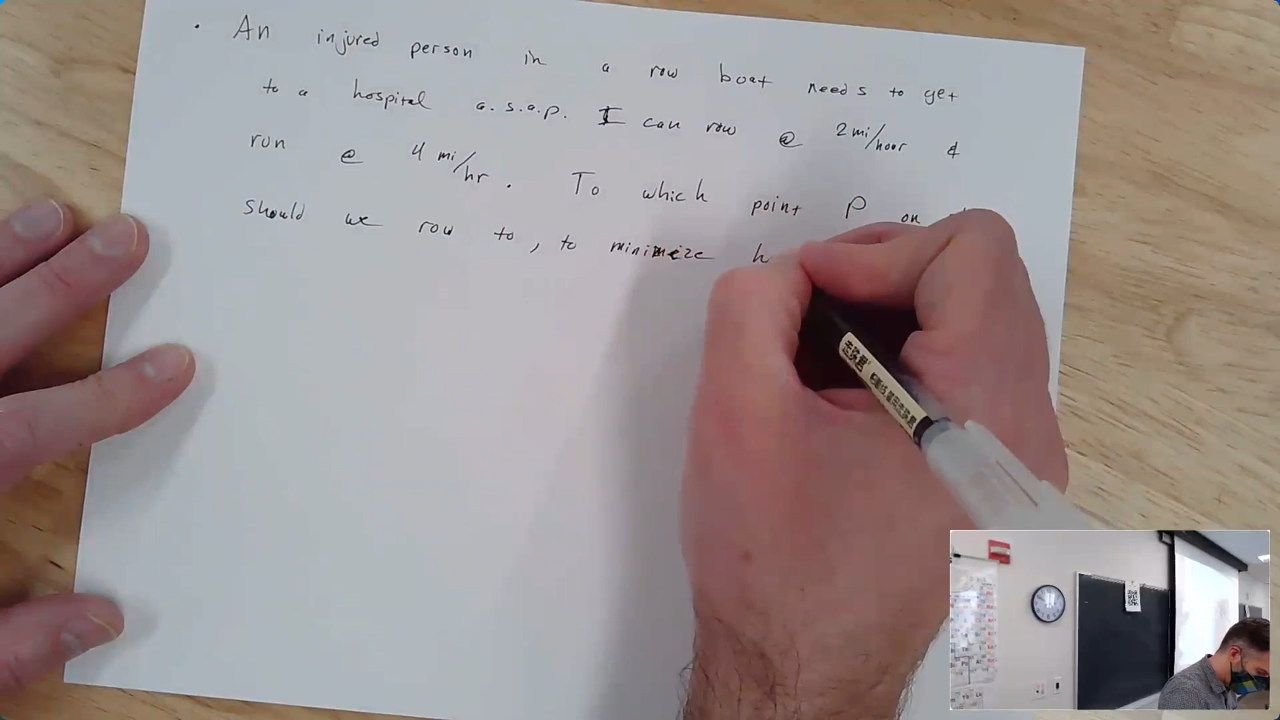 • An injured person in a row boat needs to get
to a hospital a.s.a.p. I can row @ 2 mi/hour &
run @ 4 mi/hr. To which point P on
should we row to, to minimize h